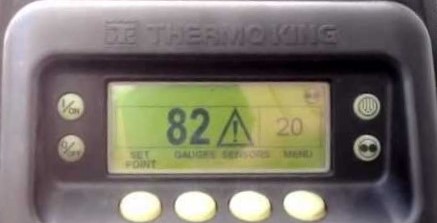 THERMO KING
I/ON
82 20
O/OFF
SET GAUGES SENSORS MENU
POINT